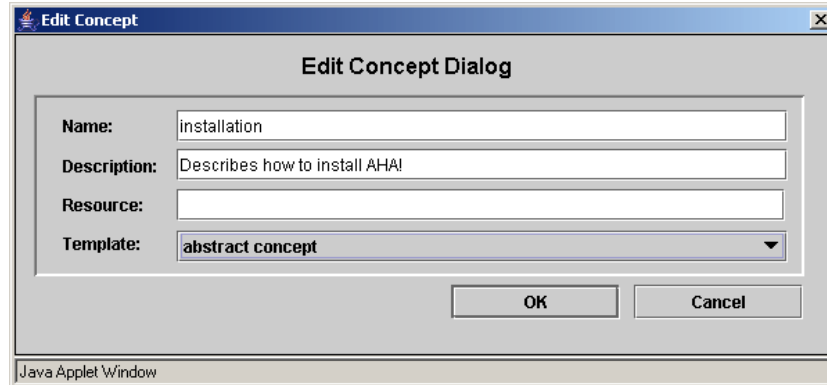 Edit Concept
Edit Concept Dialog
Name: installation
Description: Describes how to install AHA!
Resource:
Template: abstract concept
OK Cancel
Java Applet Window